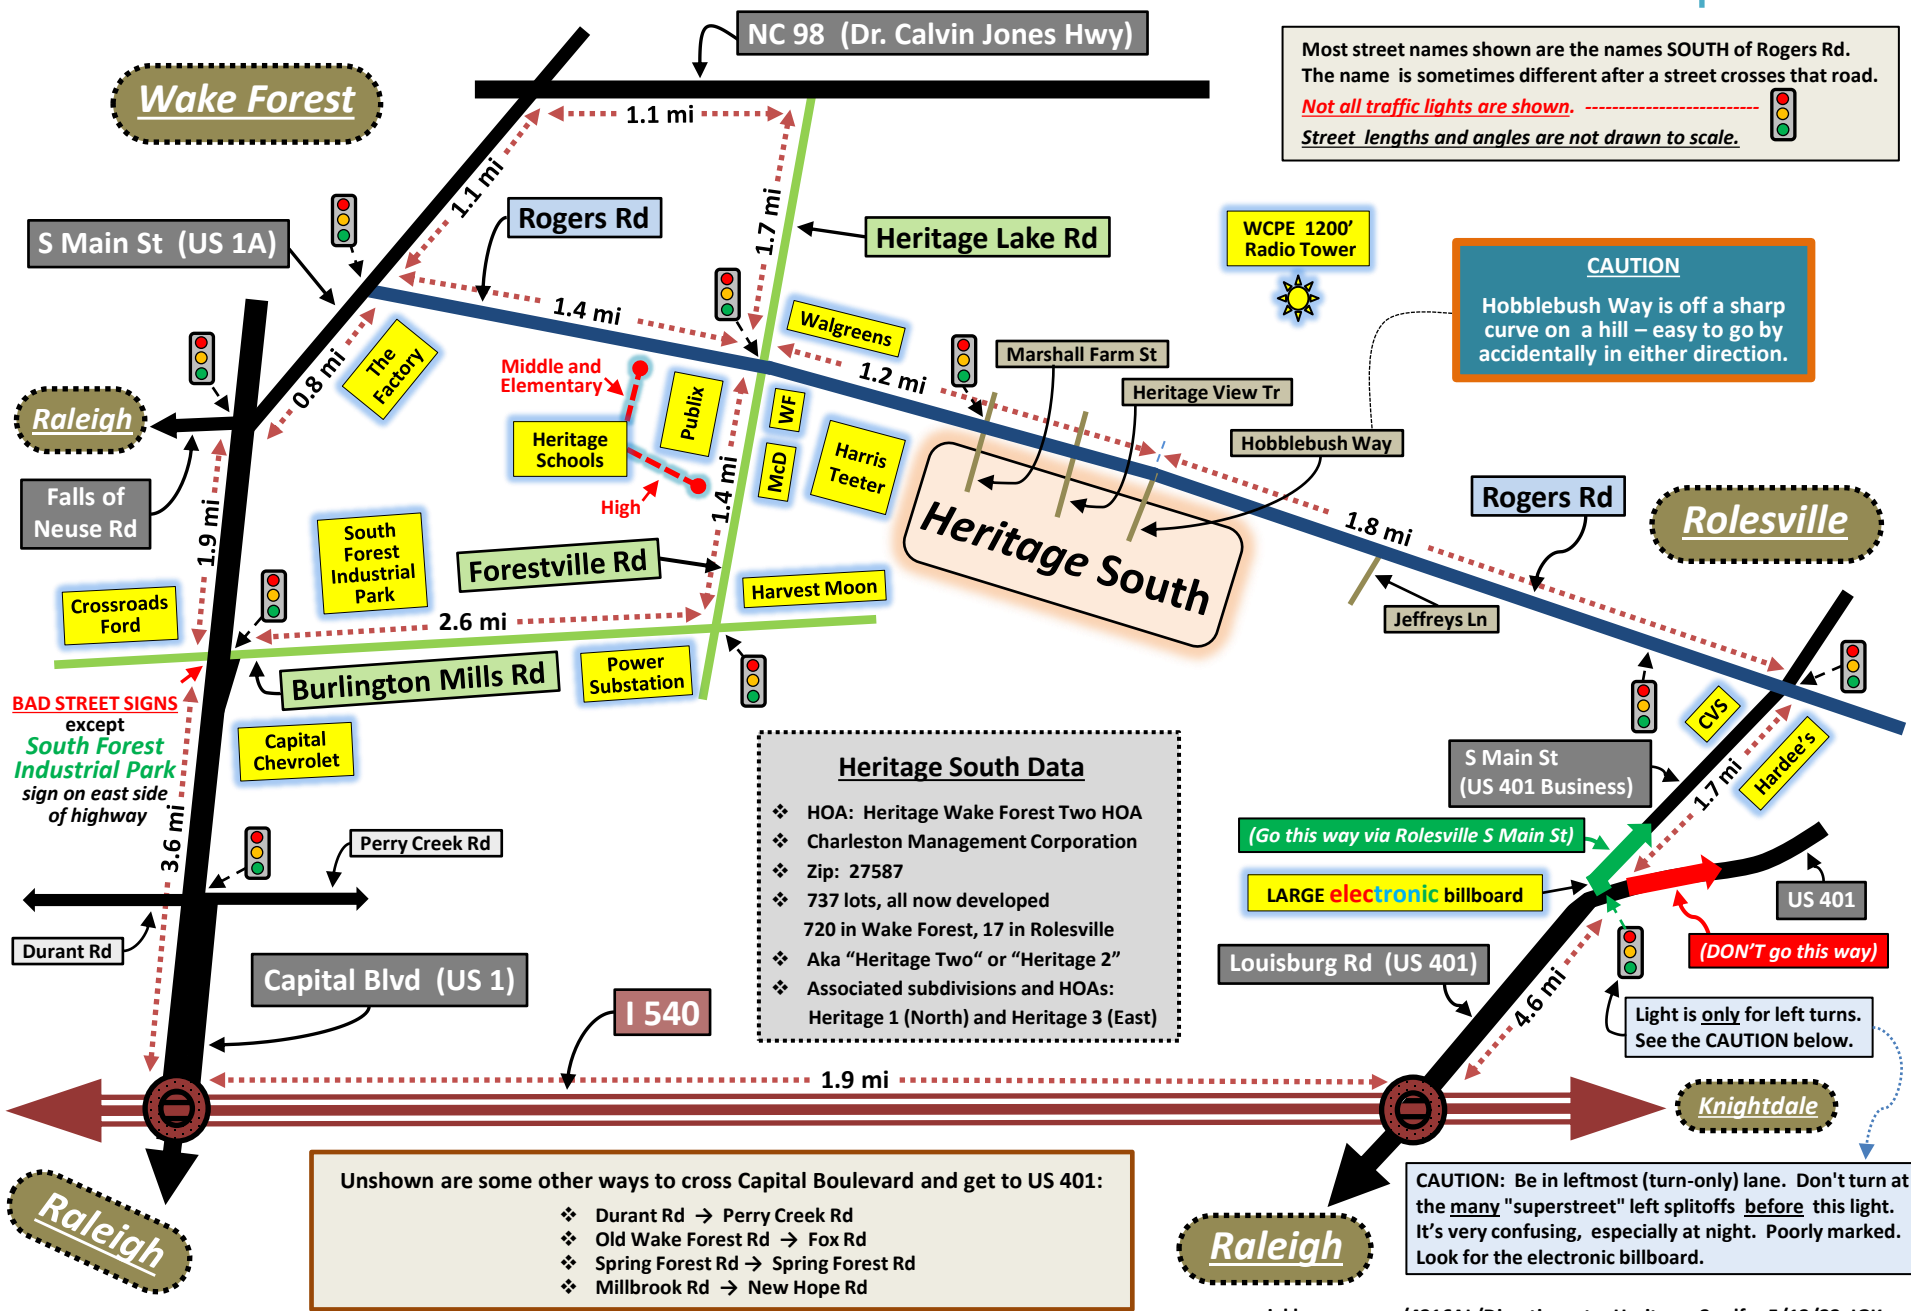 NC 98  (Dr. Calvin Jones Hwy)
Wake Forest
Most street names shown are the names SOUTH of Rogers Rd.
The name  is sometimes different after a street crosses that road.
Not all traffic lights are shown. --------------------------
Street  lengths and angles are not drawn to scale.
1.1 mi
1.1 mi
1.7 mi
S Main St  (US 1A)
Rogers Rd
Heritage Lake Rd
WCPE  1200'
Radio Tower
CAUTION
Hobblebush Way is off a sharp
curve on  a hill – easy to go by
accidentally in either direction.
1.4 mi
Walgreens
The
Factory
0.8 mi
Middle and
Elementary
1.2 mi
Marshall Farm St
Heritage View Tr
Hobblebush Way
Raleigh
Publix
WF
McD
Harris
Teeter
Heritage
Schools
High
1.4 mi
Falls of
Neuse Rd
1.9 mi
South
Forest
Industrial
Park
Heritage South
1.8 mi
Rogers Rd
Rolesville
Forestville Rd
Harvest Moon
Crossroads
Ford
2.6 mi
Jeffreys Ln
Burlington Mills Rd
Power
Substation
BAD STREET SIGNS
except
South Forest
Industrial Park
sign on east side
of highway
Capital
Chevrolet
CVS
Hardee's
S Main St
(US 401 Business)
1.7 mi
3.6 mi
Perry Creek Rd
Durant Rd
Heritage South Data
❖ HOA:  Heritage Wake Forest Two HOA
❖ Charleston Management Corporation
❖ Zip:  27587
❖ 737 lots, all now developed
720 in Wake Forest, 17 in Rolesville
❖ Aka “Heritage Two“ or “Heritage 2”
❖ Associated subdivisions and HOAs:
Heritage 1 (North) and Heritage 3 (East)
(Go this way via Rolesville S Main St)
LARGE electronic billboard
US 401
(DON’T go this way)
Louisburg Rd  (US 401)
4.6 mi
Light is only for left turns.
See the CAUTION below.
Capital Blvd  (US 1)
I 540
1.9 mi
Knightdale
Raleigh
Unshown are some other ways to cross Capital Boulevard and get to US 401:
❖ Durant Rd → Perry Creek Rd
❖ Old Wake Forest Rd → Fox Rd
❖ Spring Forest Rd → Spring Forest Rd
❖ Millbrook Rd → New Hope Rd
Raleigh
CAUTION:  Be in leftmost (turn-only) lane.  Don't turn at
the many "superstreet" left splitoffs  before  this light.
It’s very confusing,  especially at night.  Poorly marked.
Look for the electronic billboard.